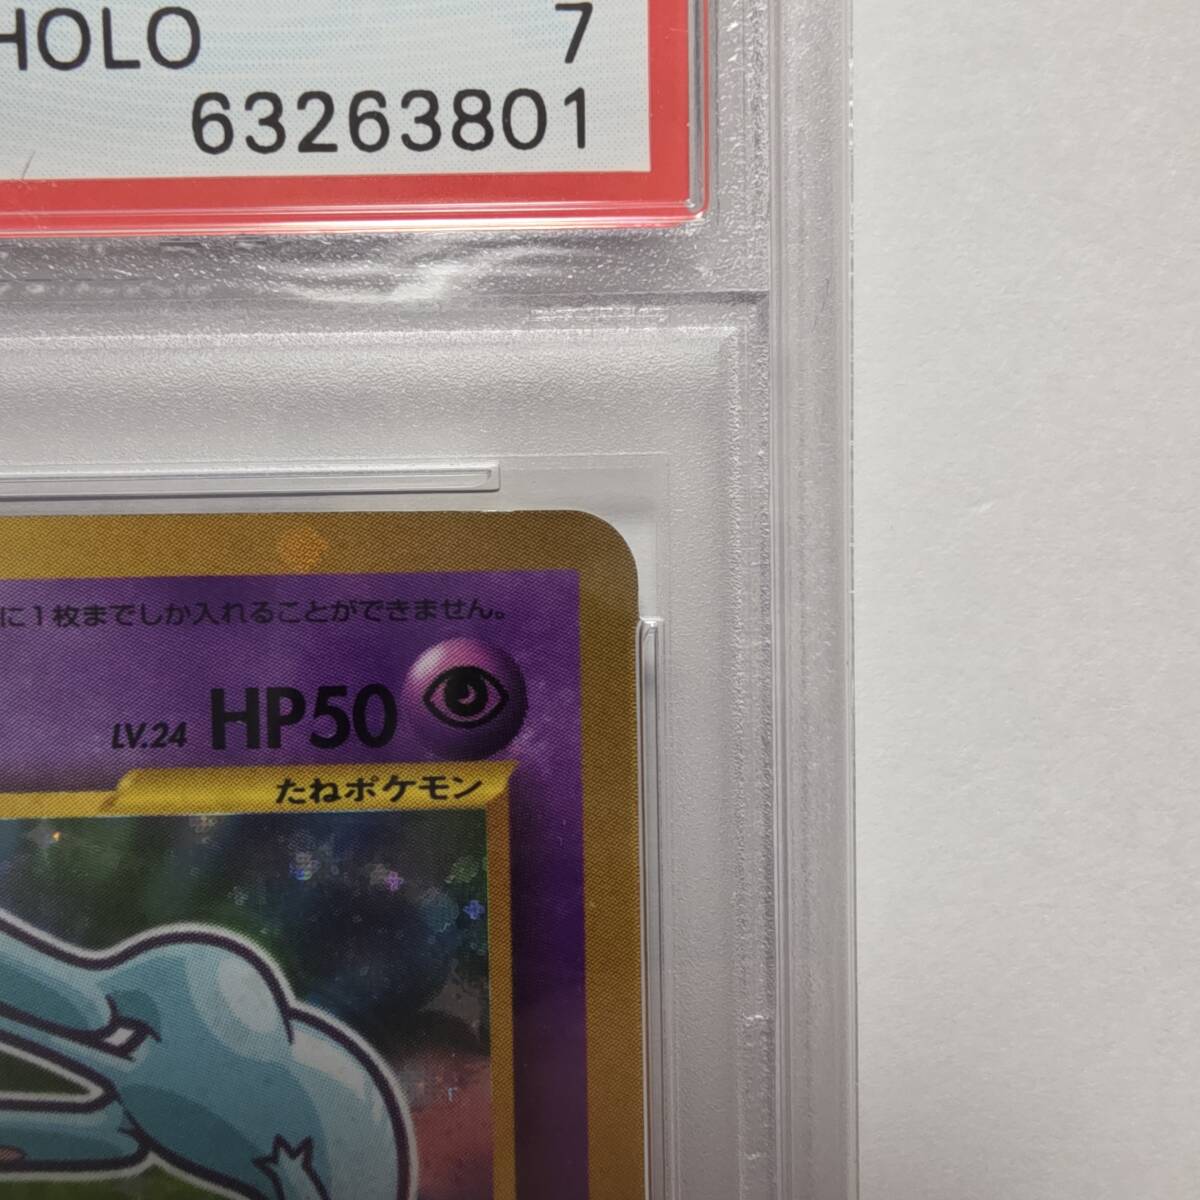 HOLO 7
63263801
に1枚までしか入れることができません。
LV.24 HP50
たねポケモン